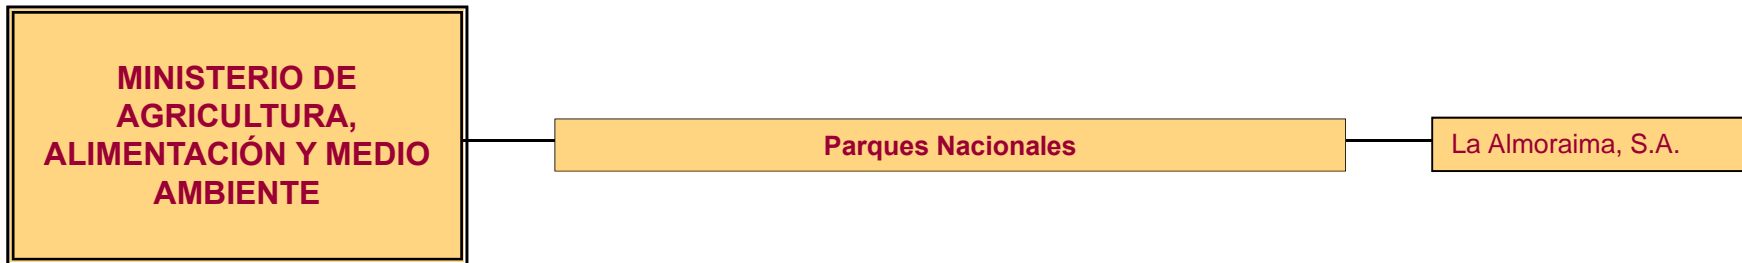 MINISTERIO DE
AGRICULTURA,
ALIMENTACIÓN Y MEDIO
AMBIENTE
Parques Nacionales
La Almoraima, S.A.